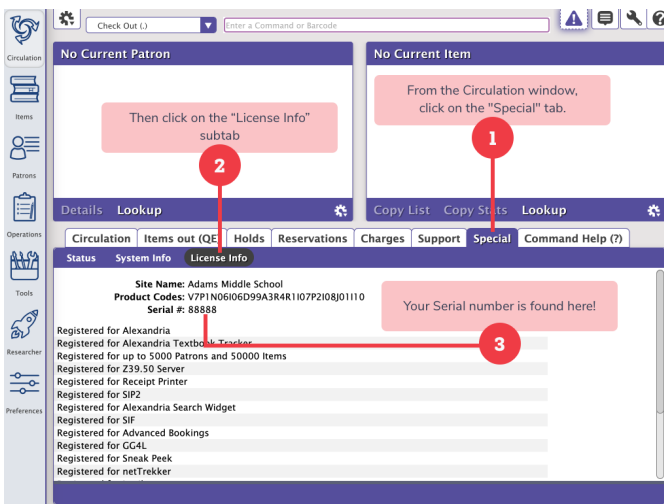 Check Out (.)
Enter a Command or Barcode
Circulation
Items
Patrons
Operations
Tools
Researcher
Preferences
No Current Patron
Then click on the “License Info”
subtab
2
Details Lookup
No Current Item
From the Circulation window,
click on the "Special" tab.
1
Copy List Copy Stats Lookup
Circulation Items out (QE) Holds Reservations Charges Support Special Command Help (?)
Status System Info License Info
Site Name: Adams Middle School
Product Codes: V7P1N06I06D99A3R4R1I07P2I08J01I10
Serial #: 88888
Your Serial number is found here!
3
Registered for Alexandria
Registered for Alexandria Textbook Tracker
Registered for up to 5000 Patrons and 50000 Items
Registered for Z39.50 Server
Registered for Receipt Printer
Registered for SIP2
Registered for Alexandria Search Widget
Registered for SIF
Registered for Advanced Bookings
Registered for GG4L
Registered for Sneak Peek
Registered for netTrekker